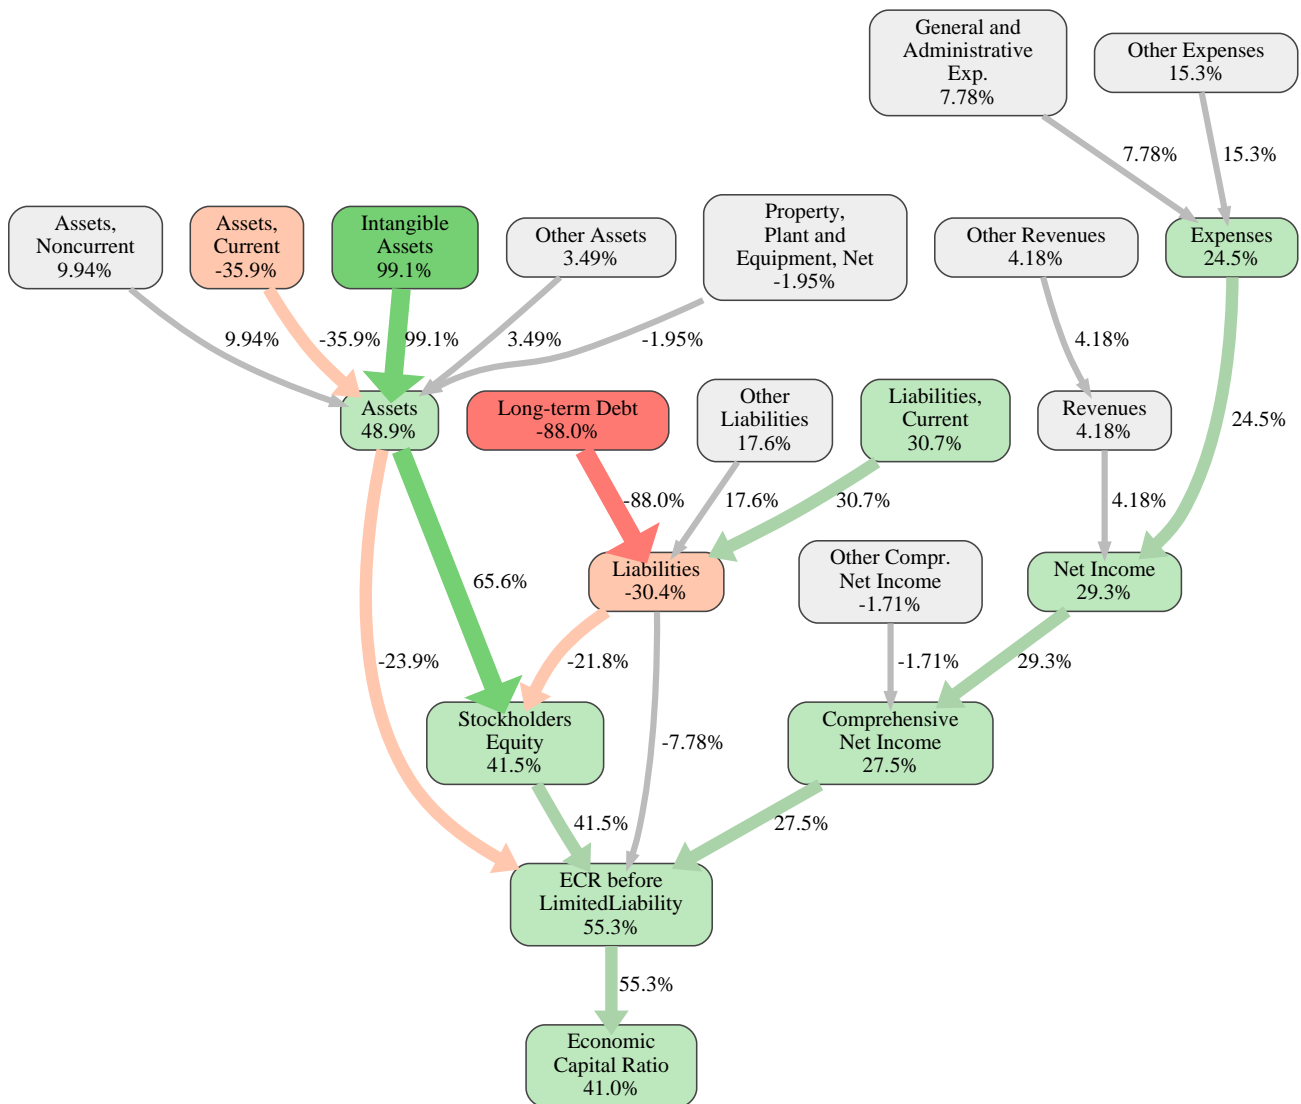 General and
Administrative
Exp.
7.78%
Other Expenses
15.3%
7.78%
15.3%
Assets,
Noncurrent
9.94%
Assets,
Current
-35.9%
Intangible
Assets
99.1%
Other Assets
3.49%
Property,
Plant and
Equipment, Net
-1.95%
Other Revenues
4.18%
Expenses
24.5%
9.94%
-35.9%
99.1%
3.49%
-1.95%
4.18%
24.5%
Assets
48.9%
Long-term Debt
-88.0%
Other
Liabilities
17.6%
Liabilities,
Current
30.7%
Revenues
4.18%
-88.0%
17.6%
30.7%
4.18%
65.6%
Liabilities
-30.4%
Other Compr.
Net Income
-1.71%
Net Income
29.3%
-23.9%
-21.8%
-1.71%
29.3%
Stockholders
Equity
41.5%
-7.78%
Comprehensive
Net Income
27.5%
41.5%
27.5%
ECR before
LimitedLiability
55.3%
55.3%
Economic
Capital Ratio
41.0%